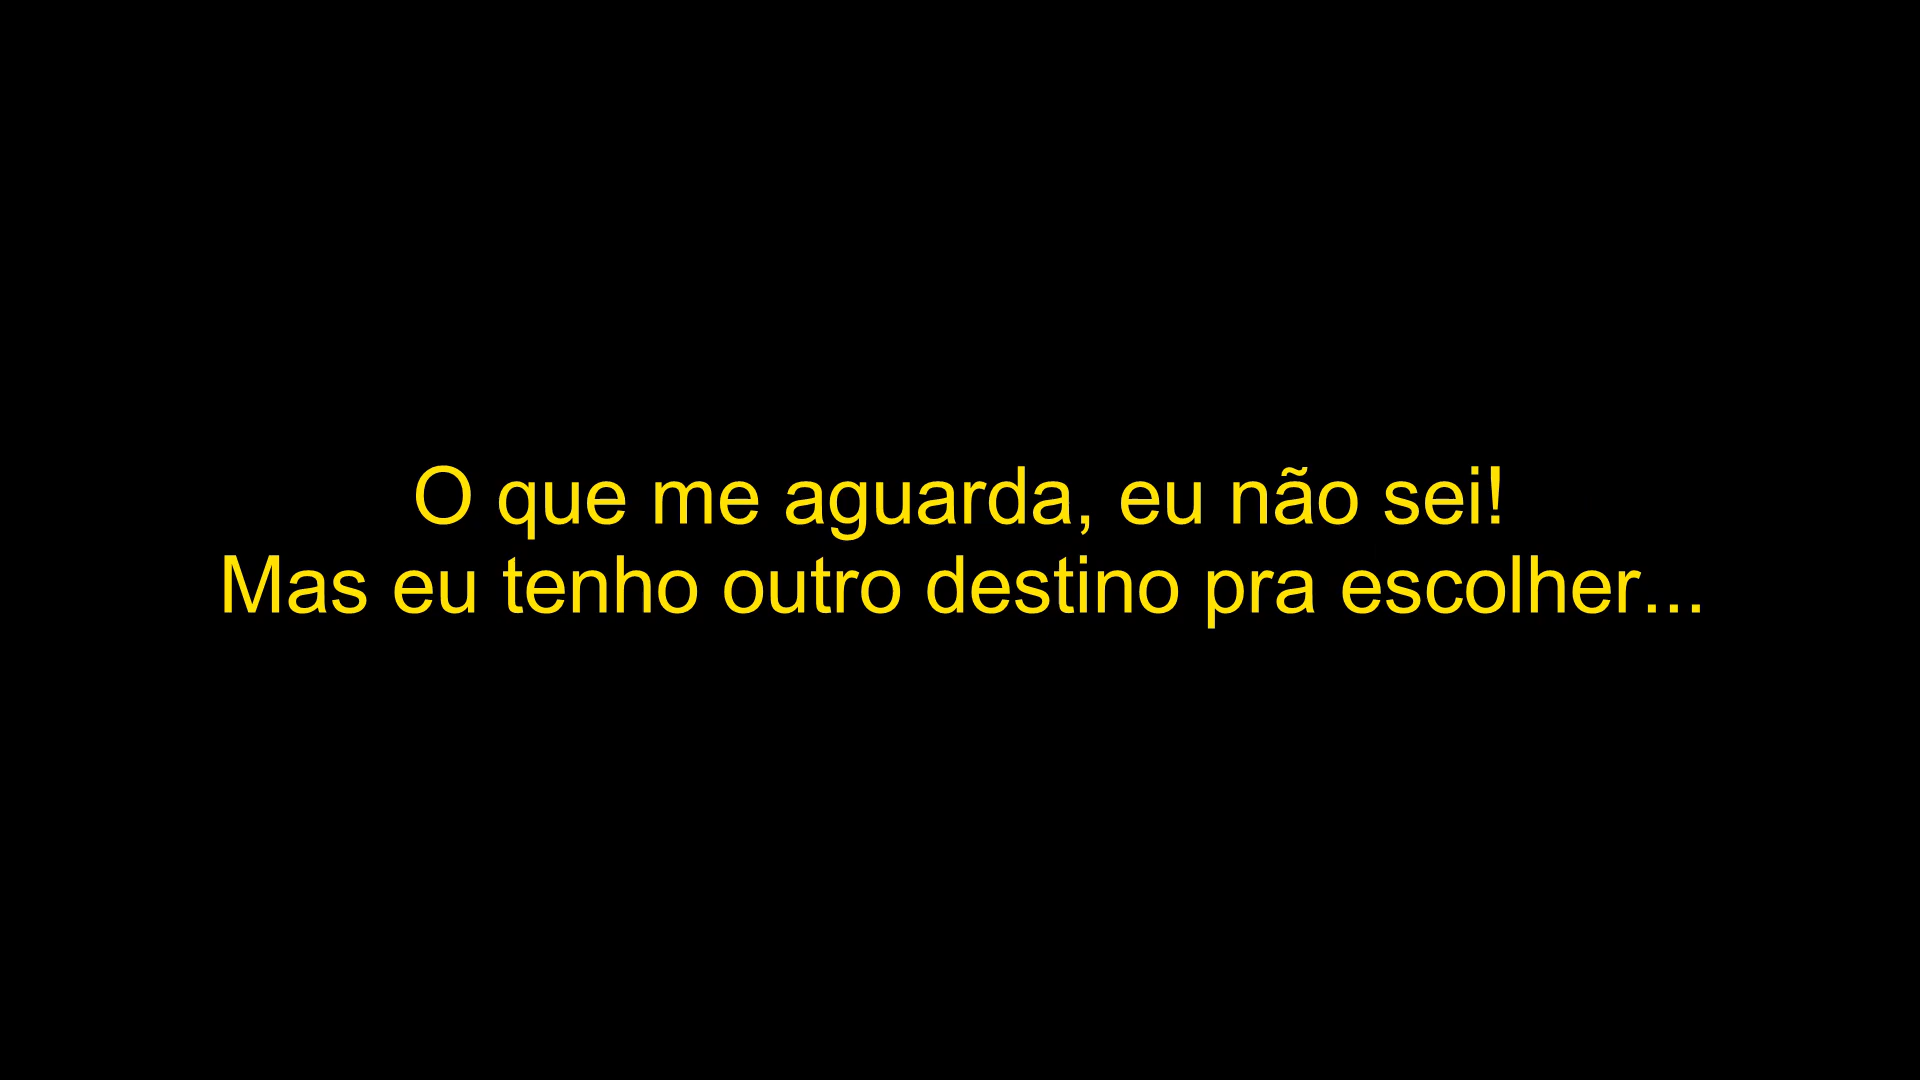 O que me aguarda, eu não sei!
Mas eu tenho outro destino pra escolher...